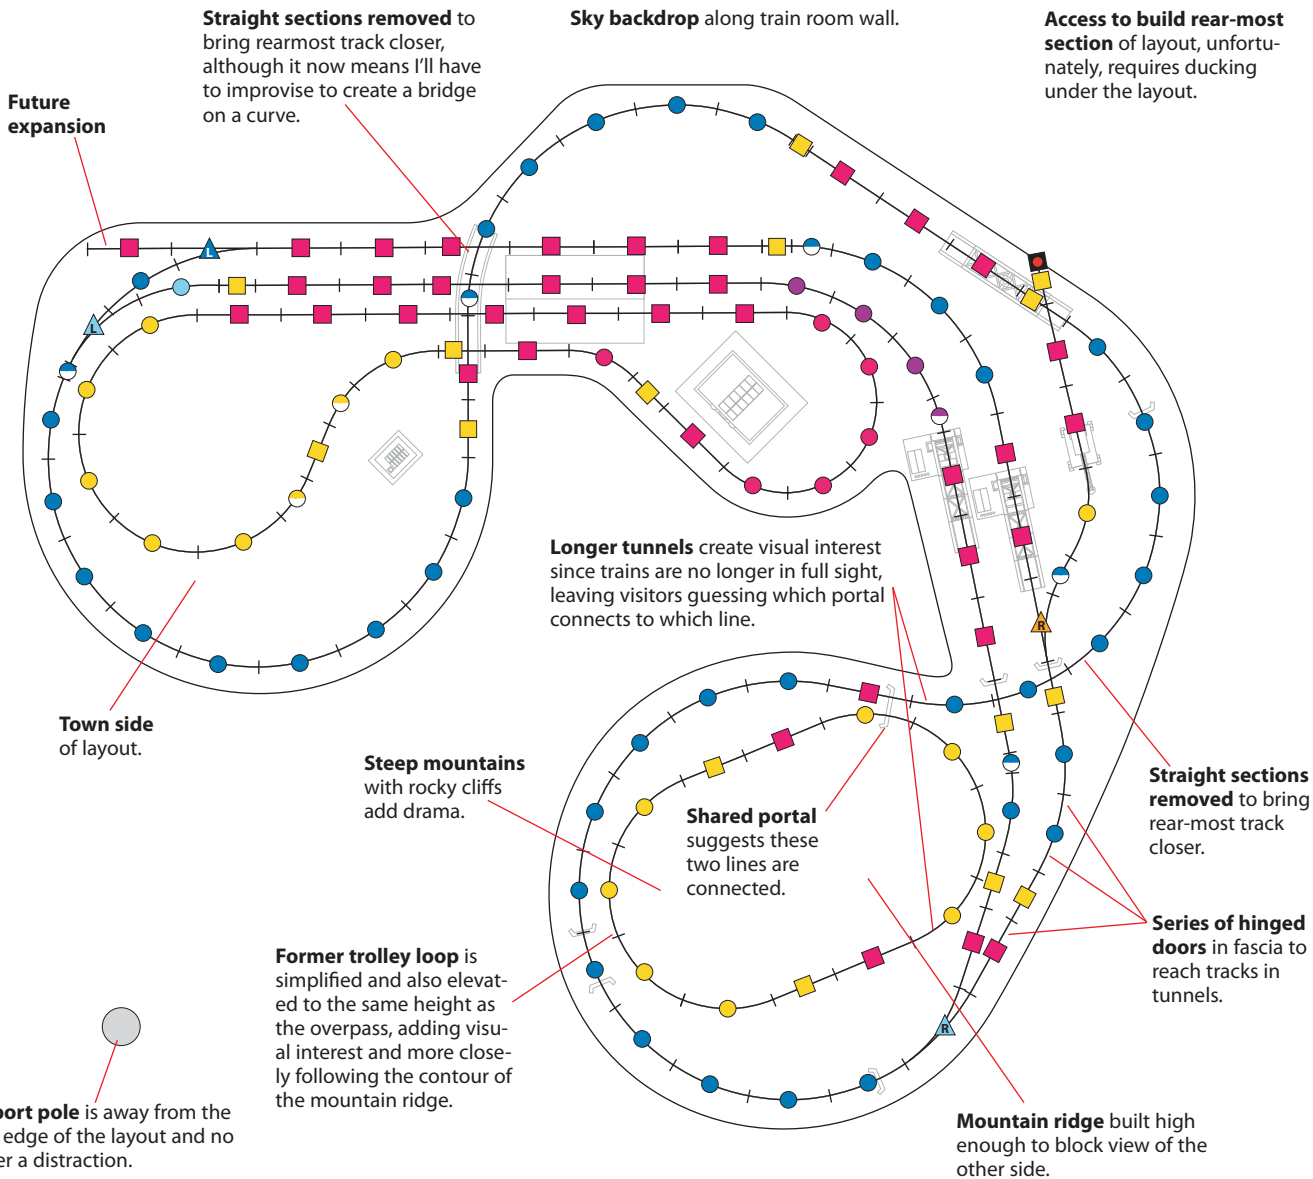 Straight sections removed to
bring rearmost track closer,
although it now means I'll have
to improvise to create a bridge
on a curve.
Sky backdrop along train room wall.
Access to build rear-most
section of layout, unfortu-
nately, requires ducking
under the layout.
Future
expansion
L
L
Longer tunnels create visual interest
since trains are no longer in full sight,
leaving visitors guessing which portal
connects to which line.
R
Town side
of layout.
Steep mountains
with rocky cliffs
add drama.
Shared portal
suggests these
two lines are
connected.
Straight sections
removed to bring
rear-most track
closer.
Series of hinged
doors in fascia to
reach tracks in
tunnels.
Former trolley loop is
simplified and also elevat-
ed to the same height as
the overpass, adding visu-
al interest and more close-
ly following the contour of
the mountain ridge.
R
port pole is away from the
edge of the layout and no
er a distraction.
Mountain ridge built high
enough to block view of the
other side.